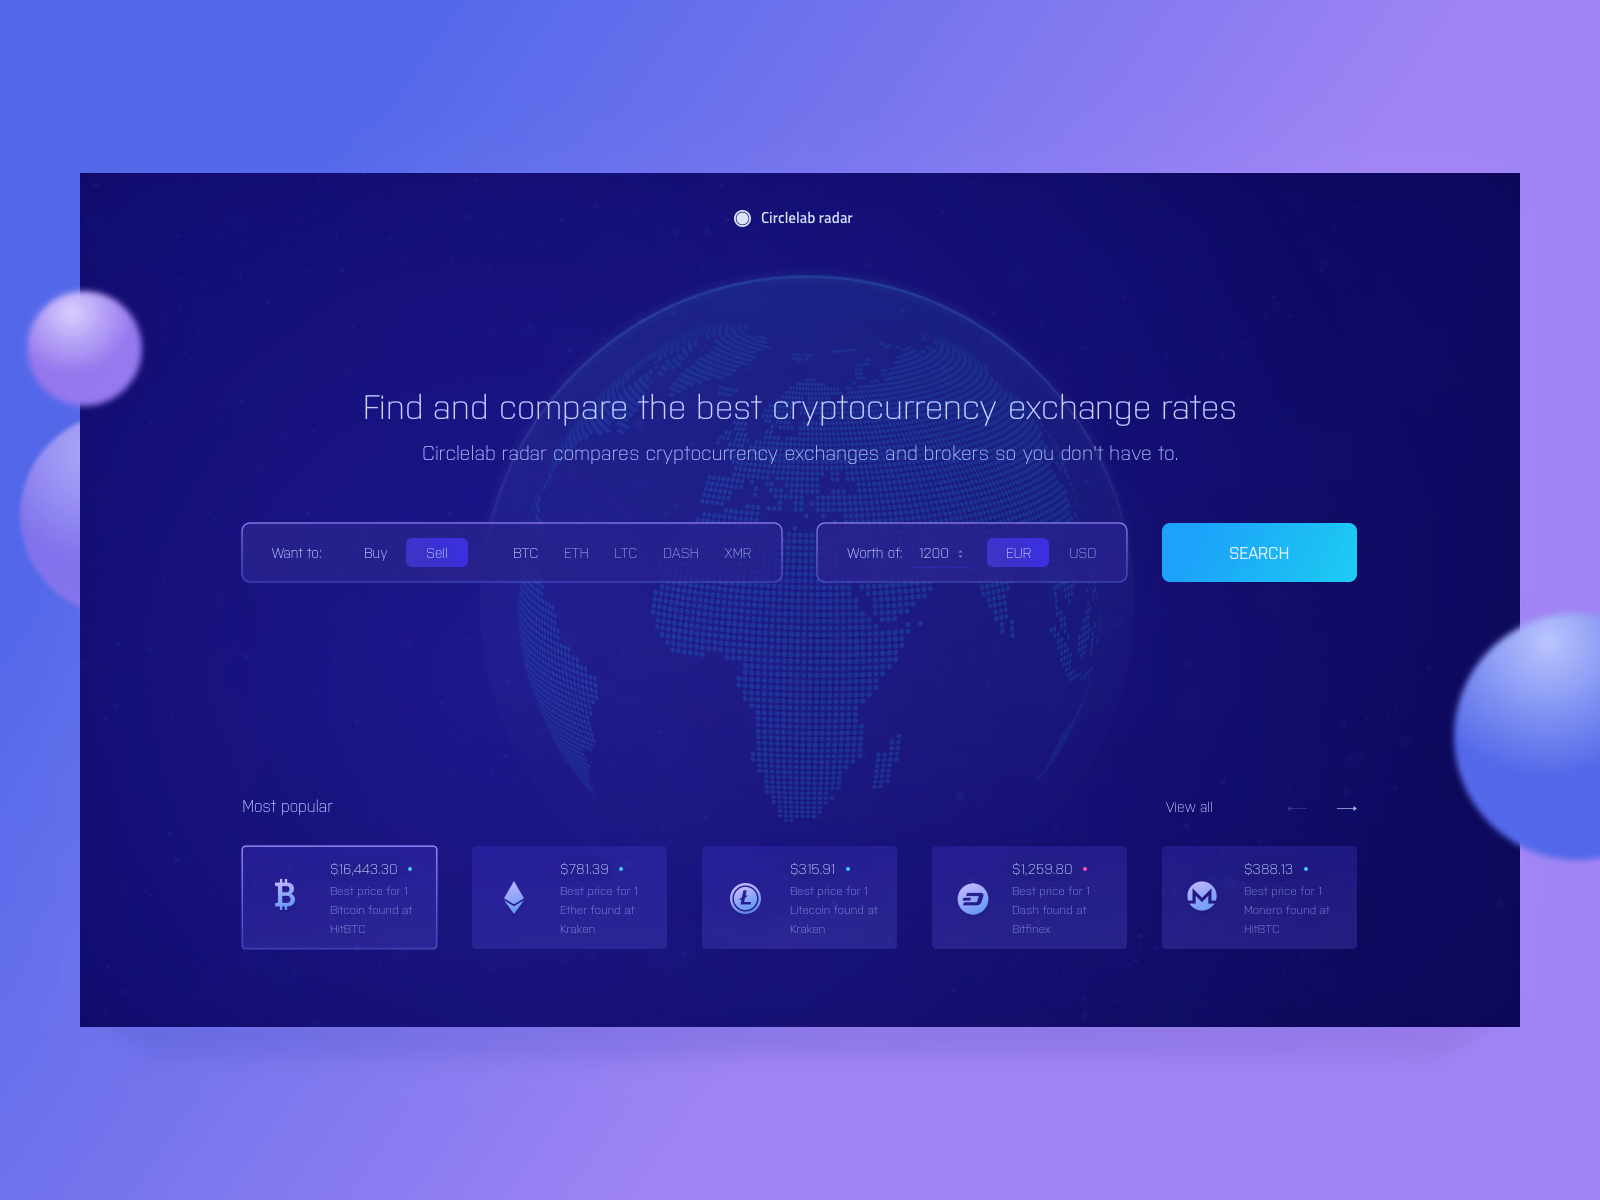 Circlelab radar
Find and compare the best cryptocurrency exchange rates
Circlelab radar compares cryptocurrency exchanges and brokers so you don't have to.
Want to: Buy Sell BTC ETH LTC DASH XMR
Worth of: 1200 EUR USD
SEARCH
Most popular
View all
$16,443.30
Best price for 1
Bitcoin found at
HitBTC
$781.39
Best price for 1
Ether found at
Kraken
$315.91
Best price for 1
Litecoin found at
Kraken
$1,259.80
Best price for 1
Dash found at
Bitfinex
$388.13
Best price for 1
Monero found at
HitBTC